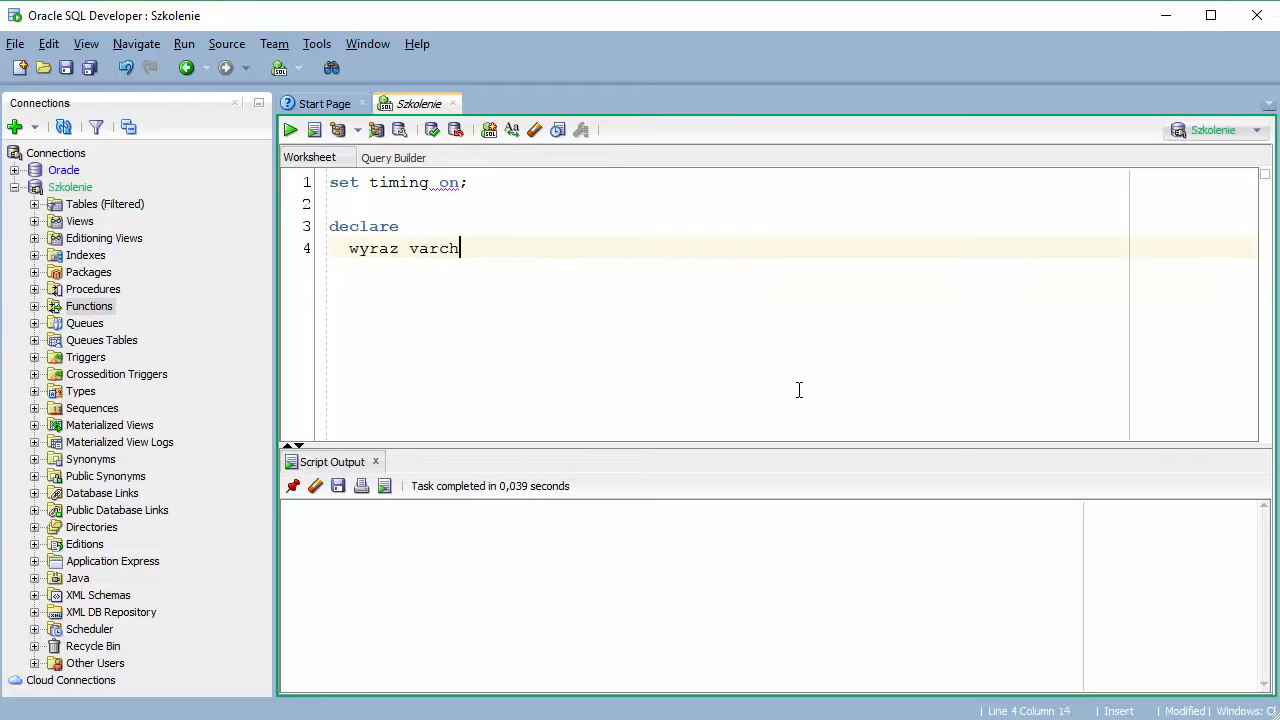 Oracle SQL Developer : Szkolenie
File Edit View Navigate Run Source Team Tools Window Help
Connections
Start Page
Szkolenie
Szkolenie
Worksheet Query Builder
Connections
Oracle
Szkolenie
Tables (Filtered)
Views
Editioning Views
Indexes
Packages
Procedures
Functions
Queues
Queues Tables
Triggers
Crossedition Triggers
Types
Sequences
Materialized Views
Materialized View Logs
Synonyms
Public Synonyms
Database Links
Public Database Links
Directories
Editions
Application Express
Java
XML Schemas
XML DB Repository
Scheduler
Recycle Bin
Other Users
Cloud Connections
1 set timing on;
2
3 declare
4 wyraz varch
Script Output
Task completed in 0,039 seconds
Line 4 Column 14 Insert Modified Windows: